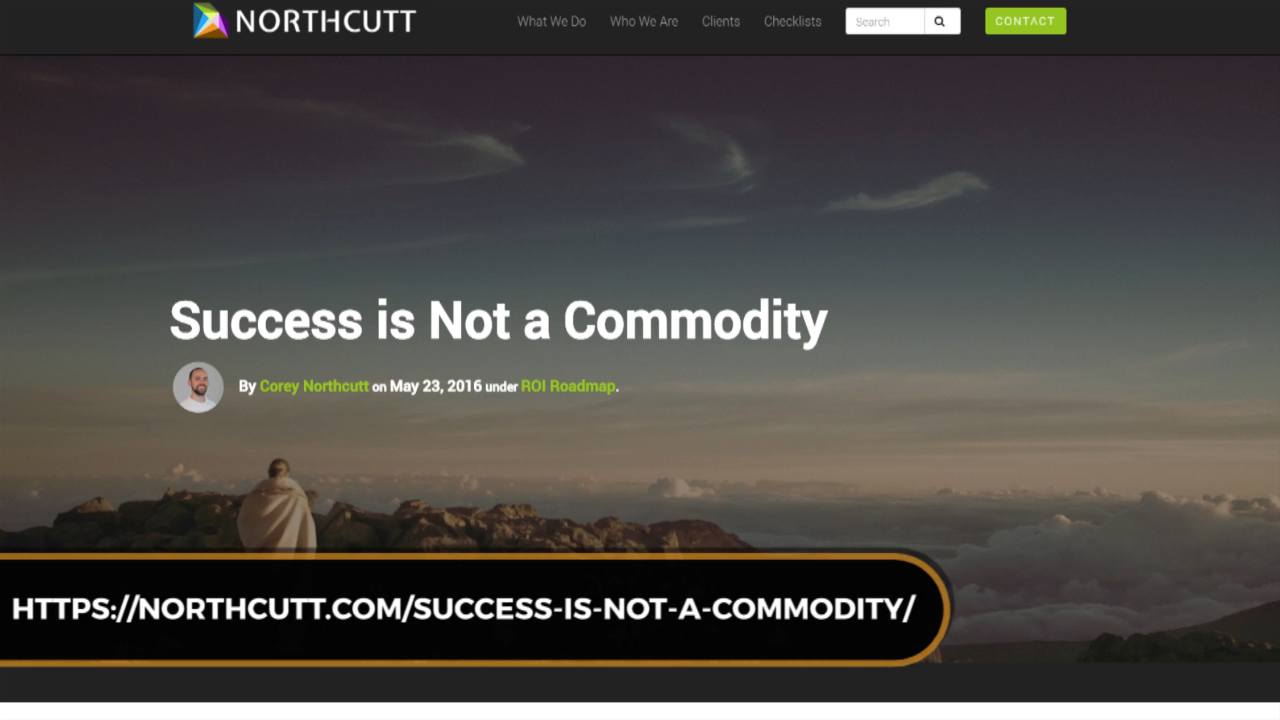 NORTHCUTT
What We Do Who We Are Clients Checklists Search CONTACT
Success is Not a Commodity
By Corey Northcutt on May 23, 2016 under ROI Roadmap.
HTTPS://NORTHCUTT.COM/SUCCESS-IS-NOT-A-COMMODITY/